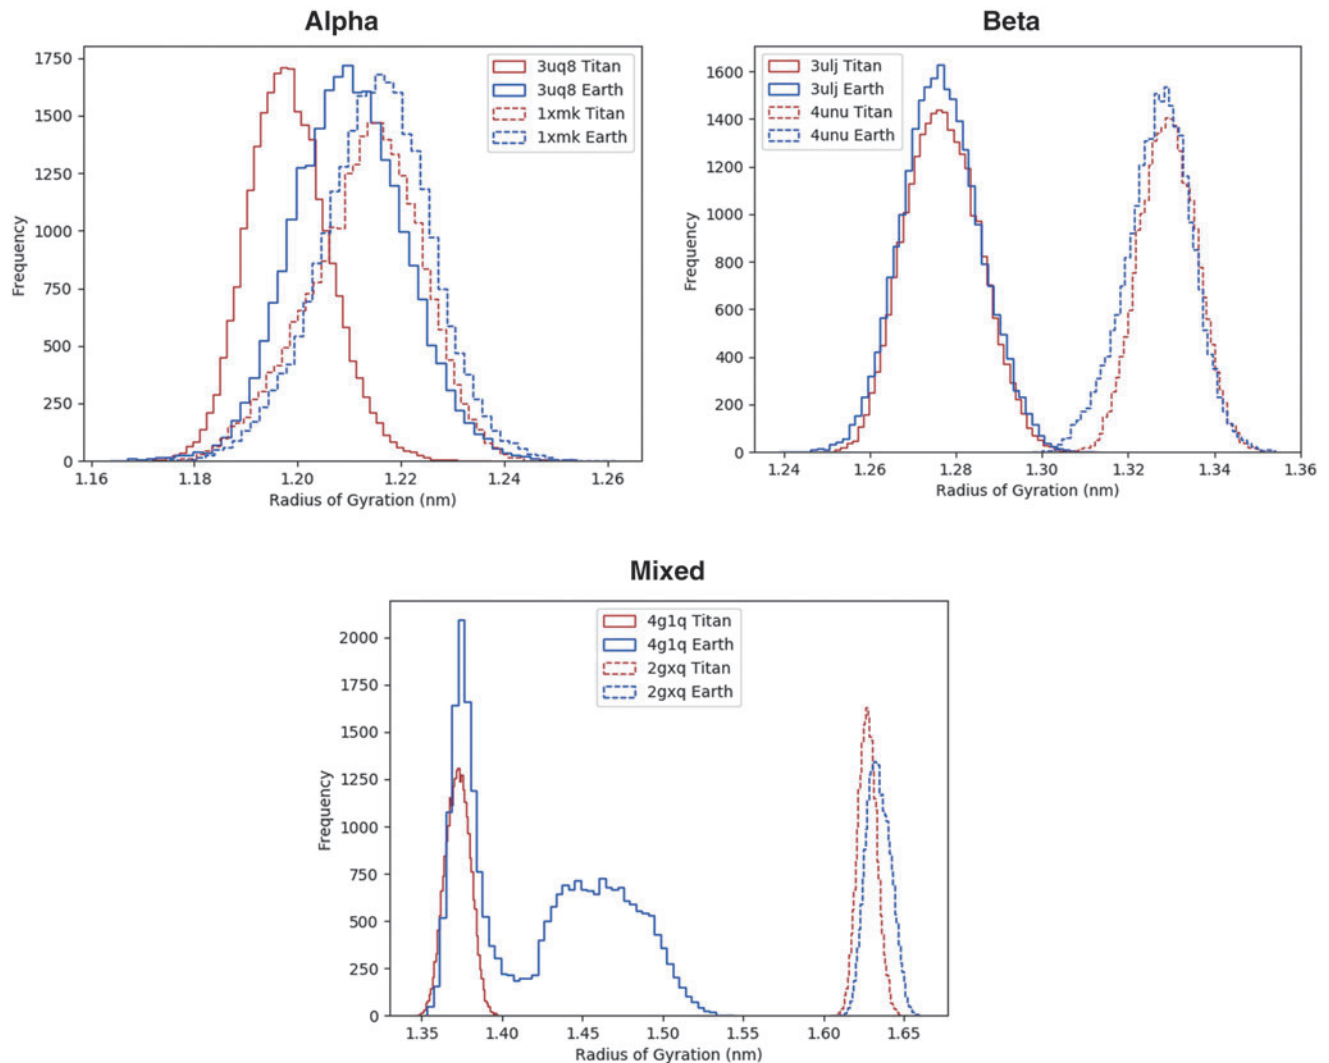 Alpha
1750
1500
1250
1000
750
500
250
0
Frequency
3uq8 Titan
3uq8 Earth
1xmk Titan
1xmk Earth
1.16 1.18 1.20 1.22 1.24 1.26
Radius of Gyration (nm)
Beta
1600
1400
1200
1000
800
600
400
200
0
Frequency
3ulj Titan
3ulj Earth
4unu Titan
4unu Earth
1.24 1.26 1.28 1.30 1.32 1.34 1.36
Radius of Gyration (nm)
Mixed
2000
1750
1500
1250
1000
750
500
250
0
Frequency
4g1q Titan
4g1q Earth
2gxq Titan
2gxq Earth
1.35 1.40 1.45 1.50 1.55 1.60 1.65
Radius of Gyration (nm)